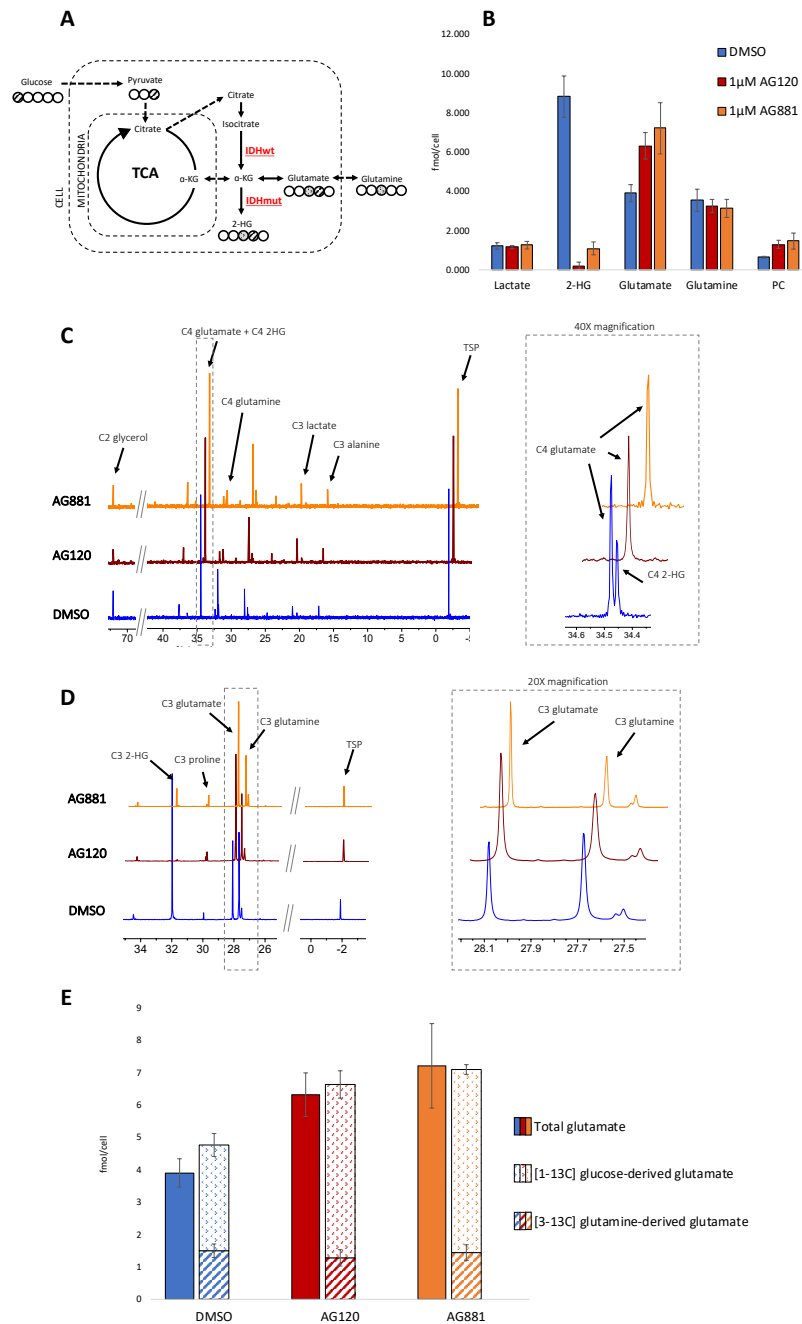 A
Glucose
Pyruvate
Citrate
Citrate
Isocitrate
IDHwt
TCA
α-KG
α-KG
Glutamate
Glutamine
IDHmut
2-HG
CELL
MITOCHONDRIA
B
12.000
10.000
8.000
6.000
4.000
2.000
0.000
fmol/cell
DMSO
1μM AG120
1μM AG881
Lactate
2-HG
Glutamate
Glutamine
PC
C
C4 glutamate + C4 2HG
TSP
C4 glutamine
C3 lactate
C2 glycerol
C3 alanine
AG881
AG120
DMSO
70
40
35
30
25
20
15
10
5
0
40X magnification
C4 glutamate
C4 2-HG
34.6
34.5
34.4
D
C3 glutamate
C3 glutamine
C3 2-HG
C3 proline
TSP
AG881
AG120
DMSO
34
32
30
28
26
0
-2
20X magnification
C3 glutamate
C3 glutamine
28.1
27.9
27.7
27.5
E
9
8
7
6
5
4
3
2
1
0
fmol/cell
DMSO
AG120
AG881
Total glutamate
[1-13C] glucose-derived glutamate
[3-13C] glutamine-derived glutamate